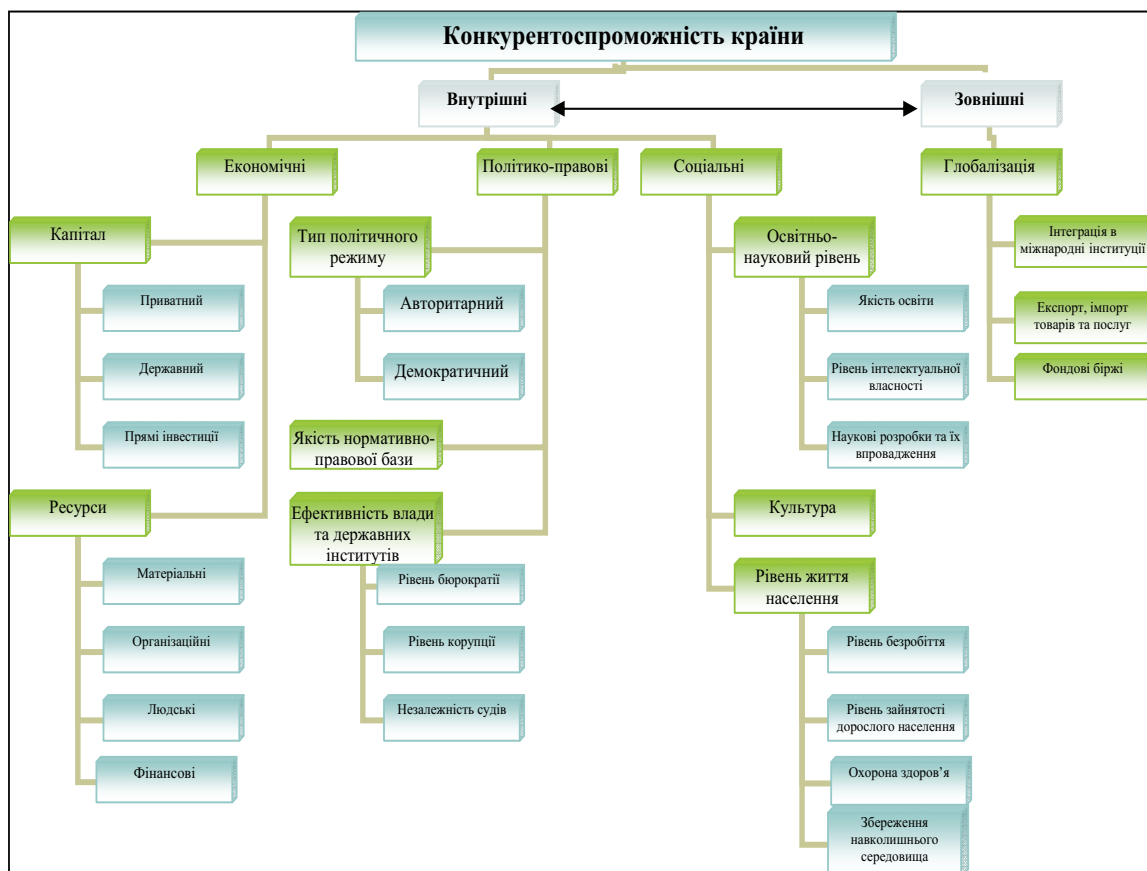 Конкурентоспроможність країни
Внутрішні
Зовнішні
Економічні
Політико-правові
Соціальні
Глобалізація
Капітал
Приватний
Державний
Прямі інвестиції
Ресурси
Матеріальні
Організаційні
Людські
Фінансові
Тип політичного
режиму
Авторитарний
Демократичний
Якість нормативно-
правової бази
Ефективність влади
та державних
інститутів
Рівень бюрократії
Рівень корупції
Незалежність судів
Освітньо-
науковий рівень
Якість освіти
Рівень інтелектуальної
власності
Наукові розробки та їх
впровадження
Культура
Рівень життя
населення
Рівень безробіття
Рівень зайнятості
дорослого населення
Охорона здоров’я
Збереження
навколишнього
середовища
Інтеграція в
міжнародні інституції
Експорт, імпорт
товарів та послуг
Фондові біржі